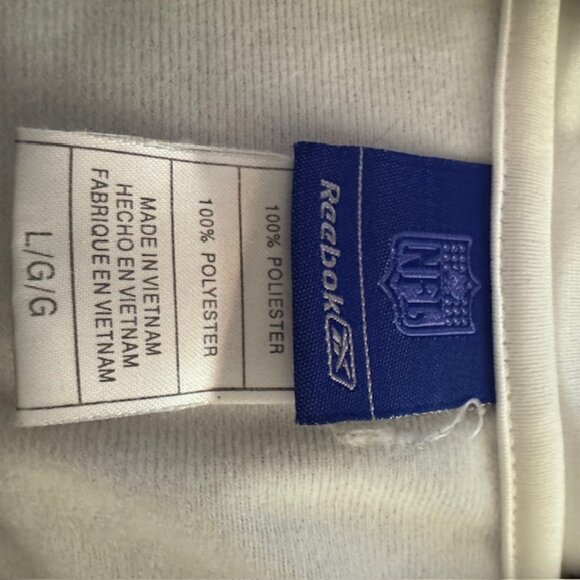 NFL
Reebok
100% POLIESTER
100% POLYESTER
MADE IN VIETNAM
HECHO EN VIETNAM
FABRIQUE EN VIETNAM
L/G/G